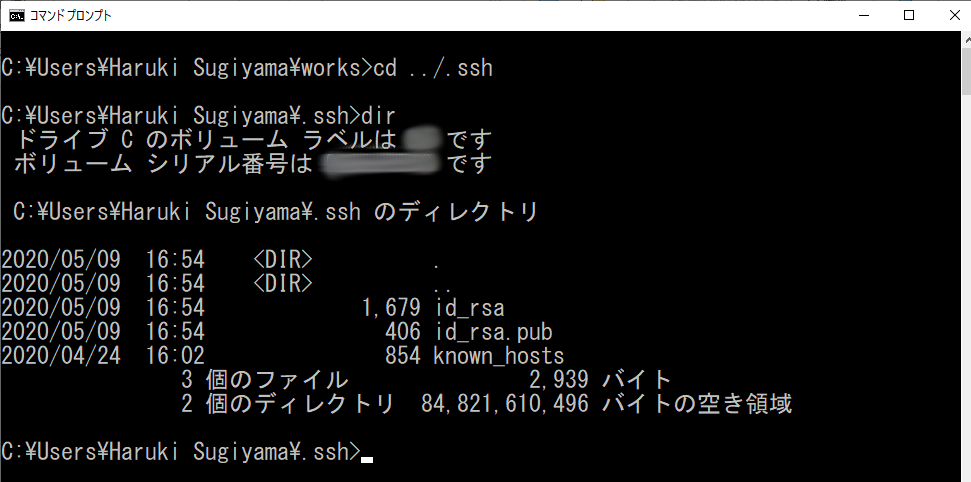 コマンド プロンプト
C:¥Users¥Haruki Sugiyama¥works>cd ../.ssh
C:¥Users¥Haruki Sugiyama¥.ssh>dir
ドライブ C のボリューム ラベルは です
ボリューム シリアル番号は です
C:¥Users¥Haruki Sugiyama¥.ssh のディレクトリ
2020/05/09 16:54 <DIR> .
2020/05/09 16:54 <DIR> ..
2020/05/09 16:54 1,679 id_rsa
2020/05/09 16:54 406 id_rsa.pub
2020/04/24 16:02 854 known_hosts
3 個のファイル 2,939 バイト
2 個のディレクトリ 84,821,610,496 バイトの空き領域
C:¥Users¥Haruki Sugiyama¥.ssh>